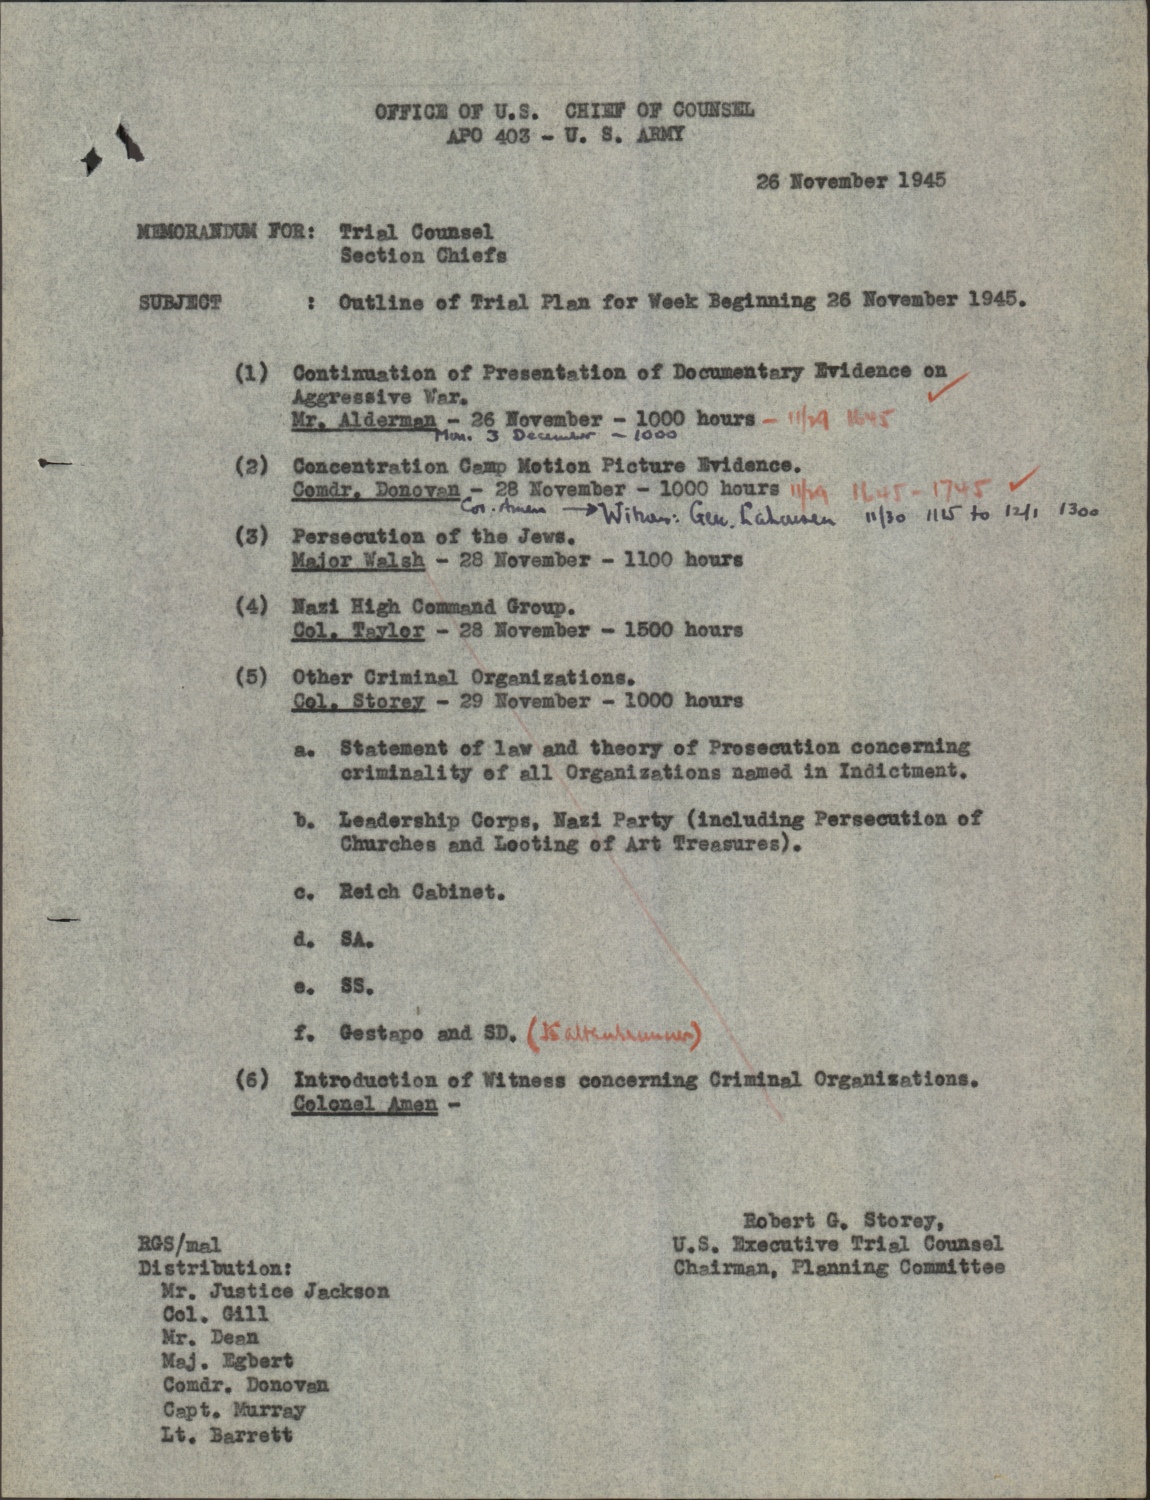 OFFICE OF U.S. CHIEF OF COUNSEL
APO 403 - U. S. ARMY
26 November 1945
MEMORANDUM FOR: Trial Counsel
Section Chiefs
SUBJECT : Outline of Trial Plan for Week Beginning 26 November 1945.
(1) Continuation of Presentation of Documentary Evidence on
Aggressive War.
Mr. Alderman - 26 November - 1000 hours - 11/29 1645
Mon. 3 December - 1000
(2) Concentration Camp Motion Picture Evidence.
Comdr. Donovan - 28 November - 1000 hours 11/29 1645 - 1745
Col. Amen → Witness: Gen. Lahousen 11/30 1115 to 12/1 1300
(3) Persecution of the Jews.
Major Walsh - 28 November - 1100 hours
(4) Nazi High Command Group.
Col. Taylor - 28 November - 1500 hours
(5) Other Criminal Organizations.
Col. Storey - 29 November - 1000 hours
a. Statement of law and theory of Prosecution concerning
criminality of all Organizations named in Indictment.
b. Leadership Corps, Nazi Party (including Persecution of
Churches and Looting of Art Treasures).
c. Reich Cabinet.
d. SA.
e. SS.
f. Gestapo and SD. (Kaltenbrunner)
(6) Introduction of Witness concerning Criminal Organizations.
Colonel Amen -
Robert G. Storey,
U.S. Executive Trial Counsel
Chairman, Planning Committee
RGS/mal
Distribution:
Mr. Justice Jackson
Col. Gill
Mr. Dean
Maj. Egbert
Comdr. Donovan
Capt. Murray
Lt. Barrett